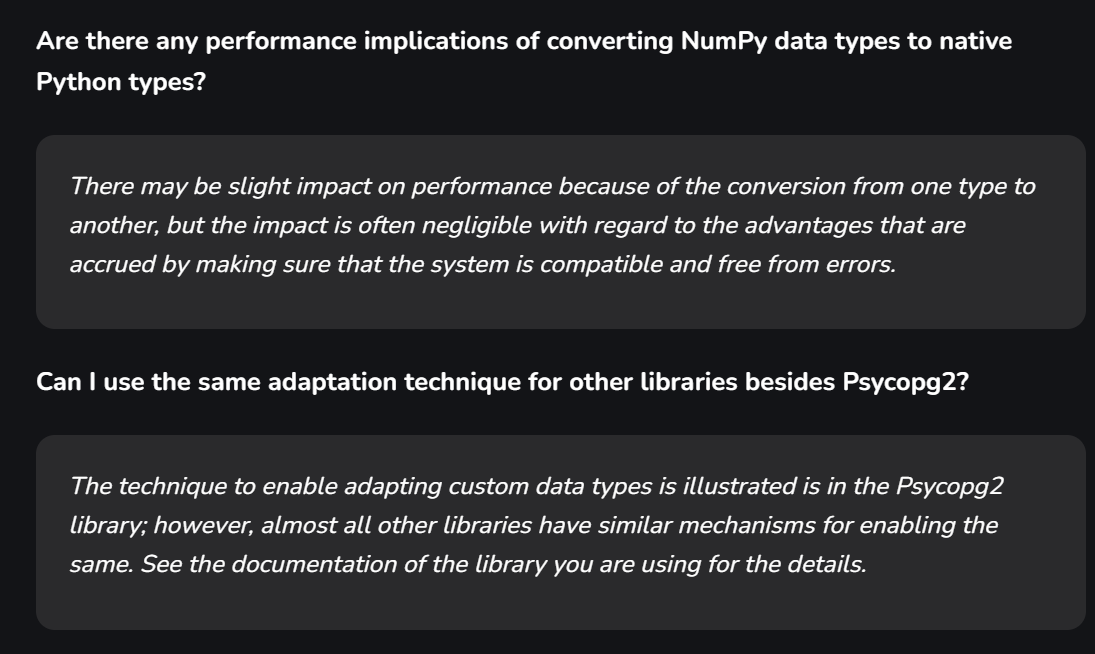 Are there any performance implications of converting NumPy data types to native
Python types?
There may be slight impact on performance because of the conversion from one type to
another, but the impact is often negligible with regard to the advantages that are
accrued by making sure that the system is compatible and free from errors.
Can I use the same adaptation technique for other libraries besides Psycopg2?
The technique to enable adapting custom data types is illustrated is in the Psycopg2
library; however, almost all other libraries have similar mechanisms for enabling the
same. See the documentation of the library you are using for the details.